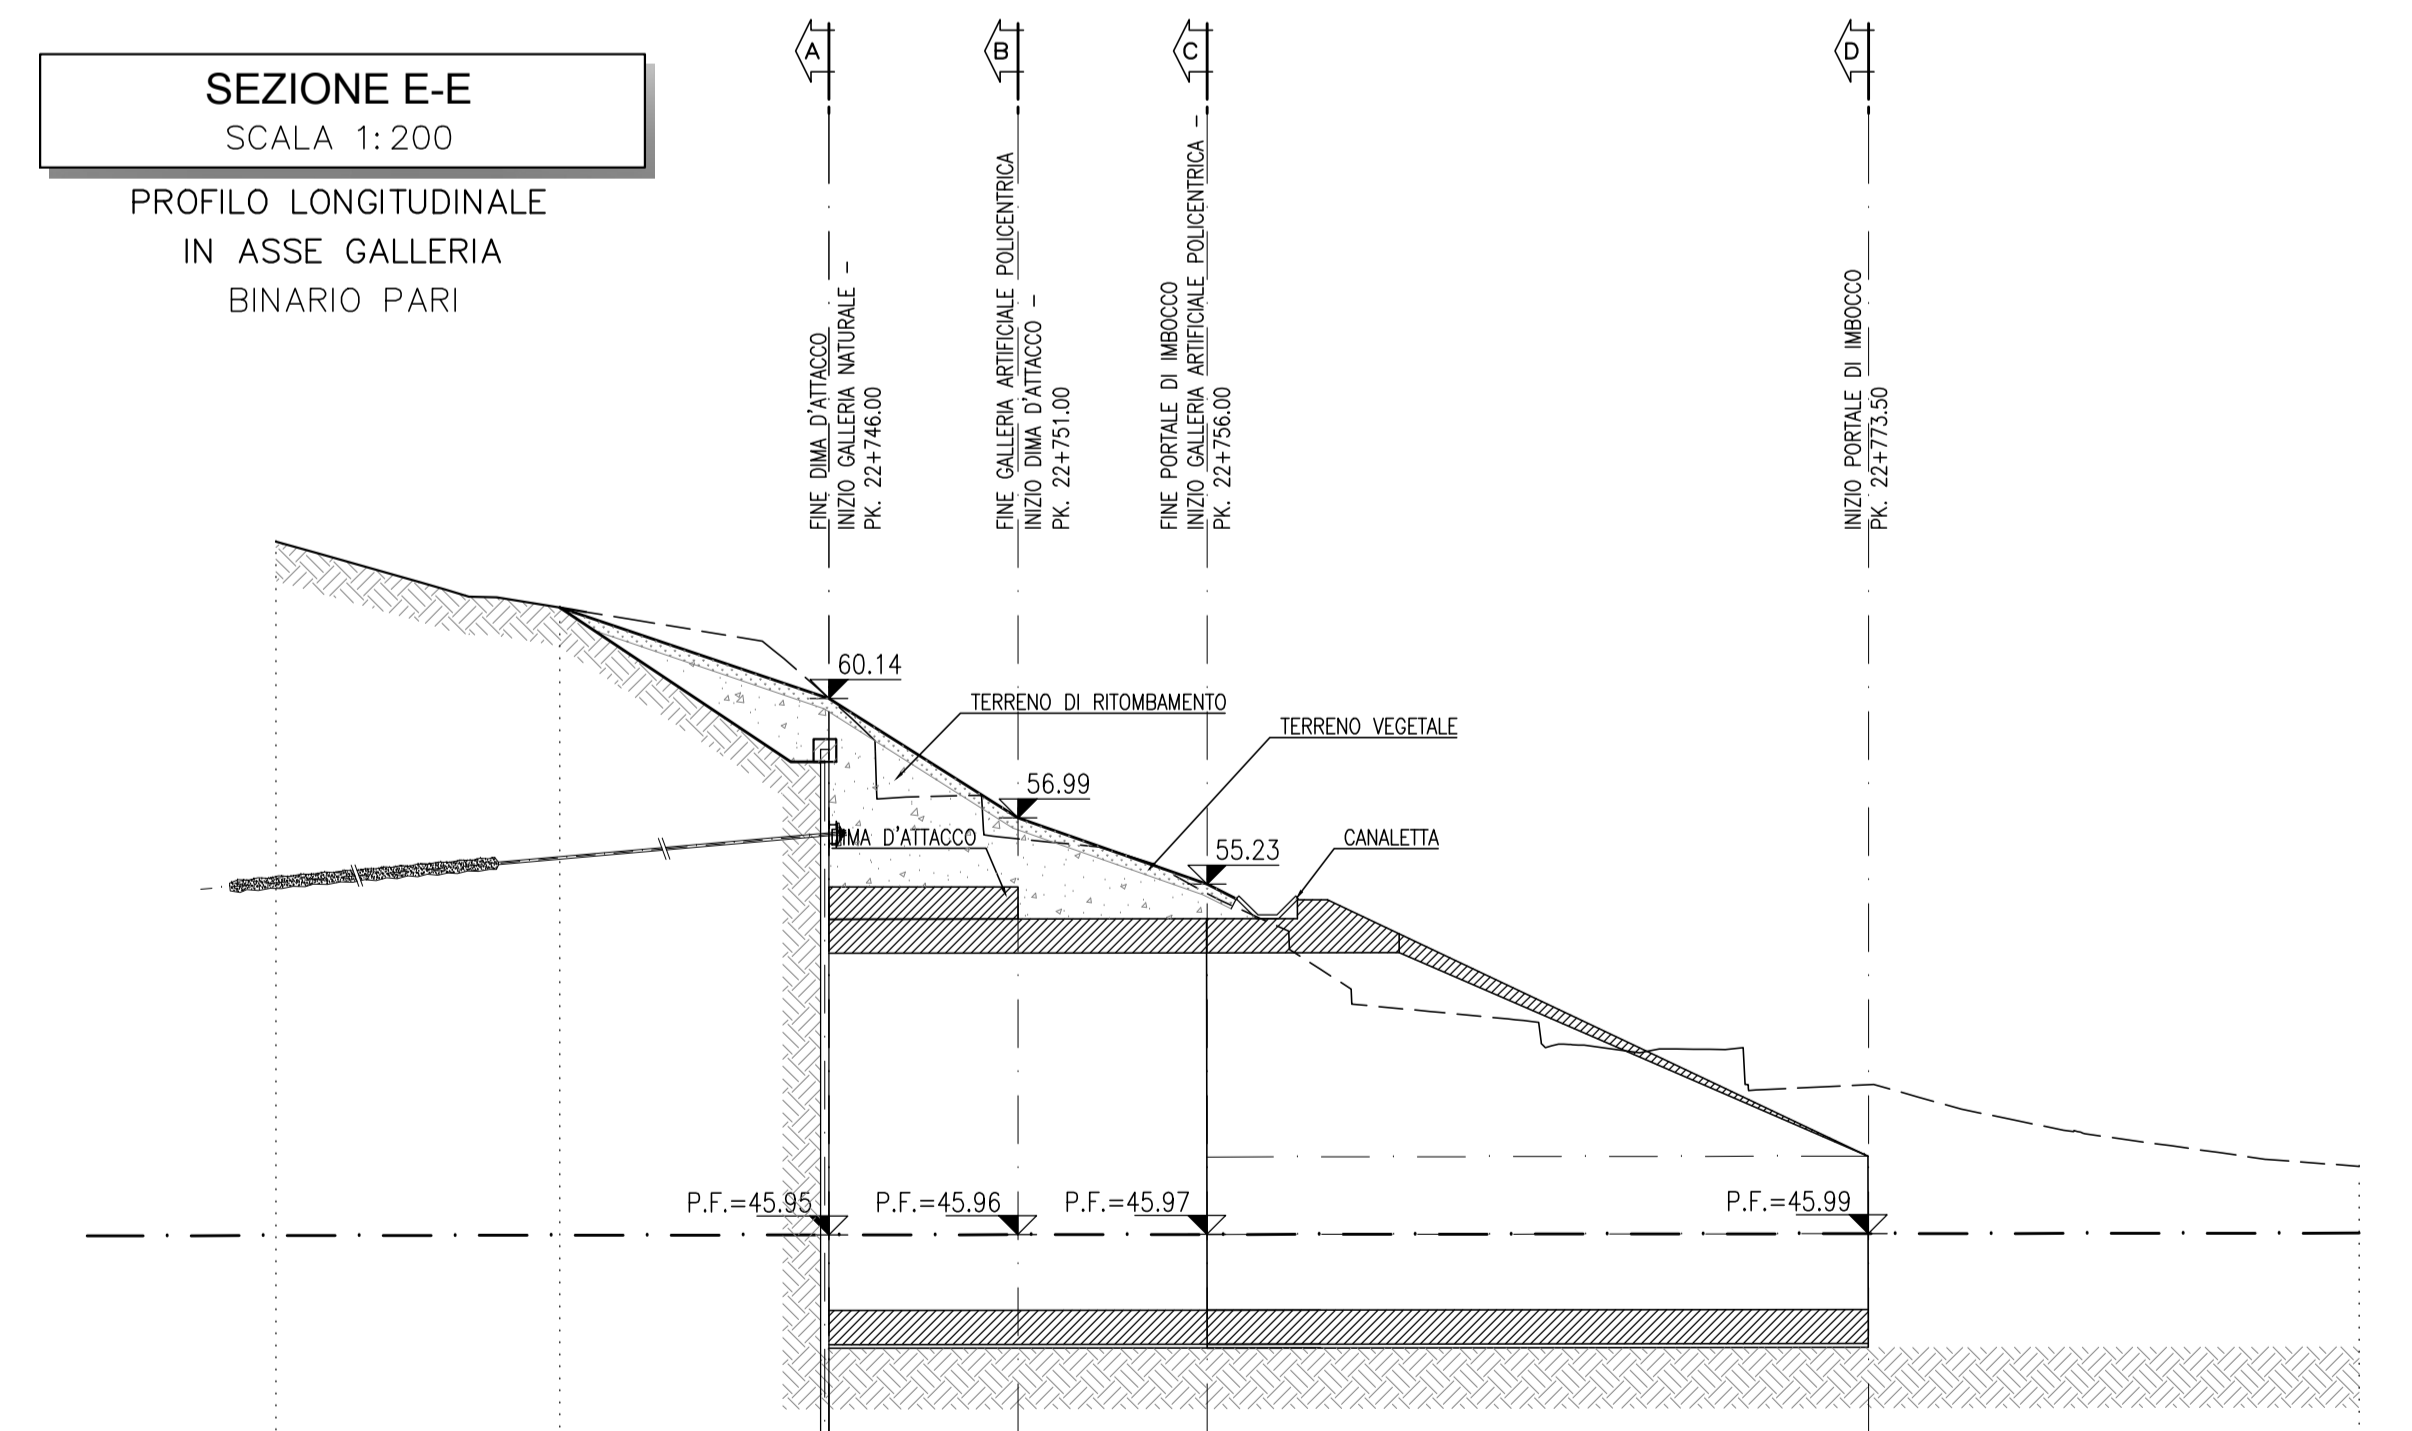 SEZIONE E-E
SCALA 1:200
PROFILO LONGITUDINALE
IN ASSE GALLERIA
BINARIO PARI
A
B
C
D
FINE DIMA D'ATTACCO
INIZIO GALLERIA NATURALE -
PK. 22+746.00
FINE GALLERIA ARTIFICIALE POLICENTRICA
INIZIO DIMA D'ATTACCO -
PK. 22+751.00
FINE PORTALE DI IMBOCCO
INIZIO GALLERIA ARTIFICIALE POLICENTRICA -
PK. 22+756.00
INIZIO PORTALE DI IMBOCCO
PK. 22+773.50
60.14
TERRENO DI RITOMBAMENTO
TERRENO VEGETALE
56.99
DIMA D'ATTACCO
55.23
CANALETTA
P.F.=45.95
P.F.=45.96
P.F.=45.97
P.F.=45.99